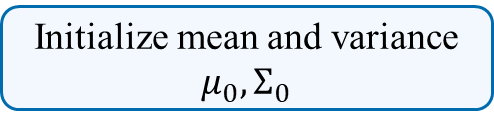 Initialize mean and variance
μ₀, Σ₀